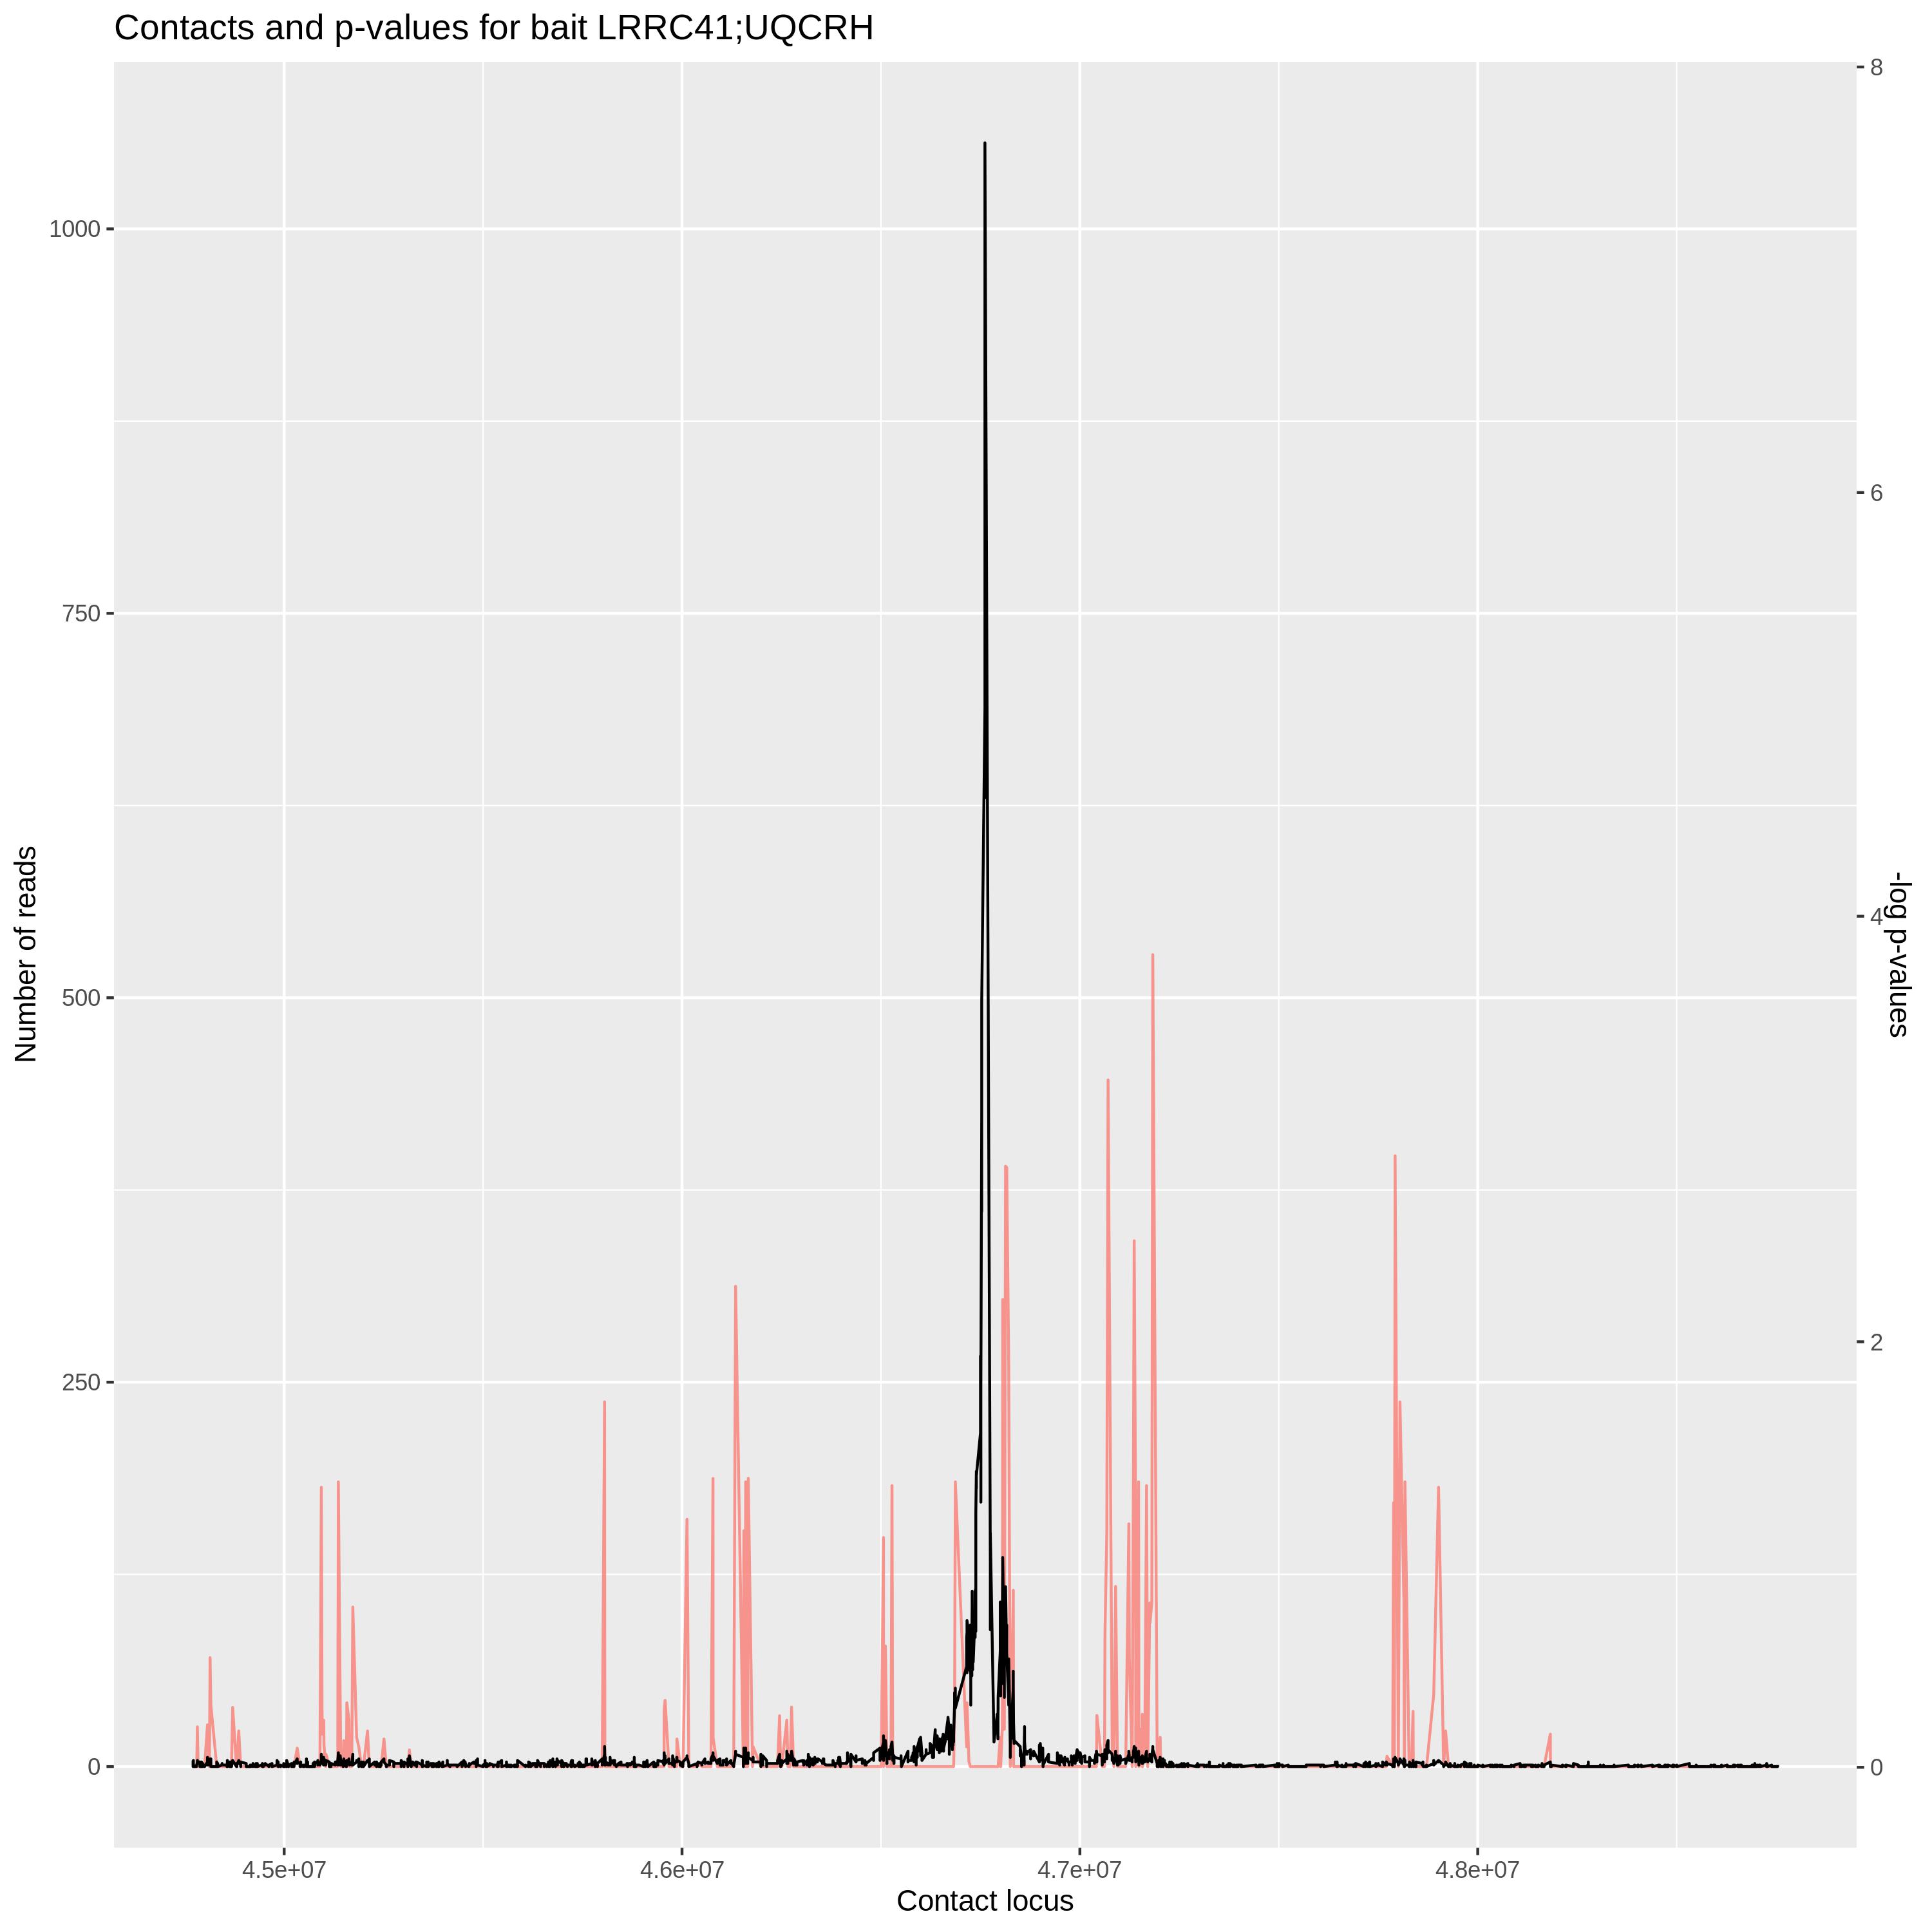 Contacts and p-values for bait LRRC41;UQCRH
Number of reads
1000
750
500
250
0
8
6
4
2
0
-log p-values
4.5e+07 4.6e+07 4.7e+07 4.8e+07
Contact locus